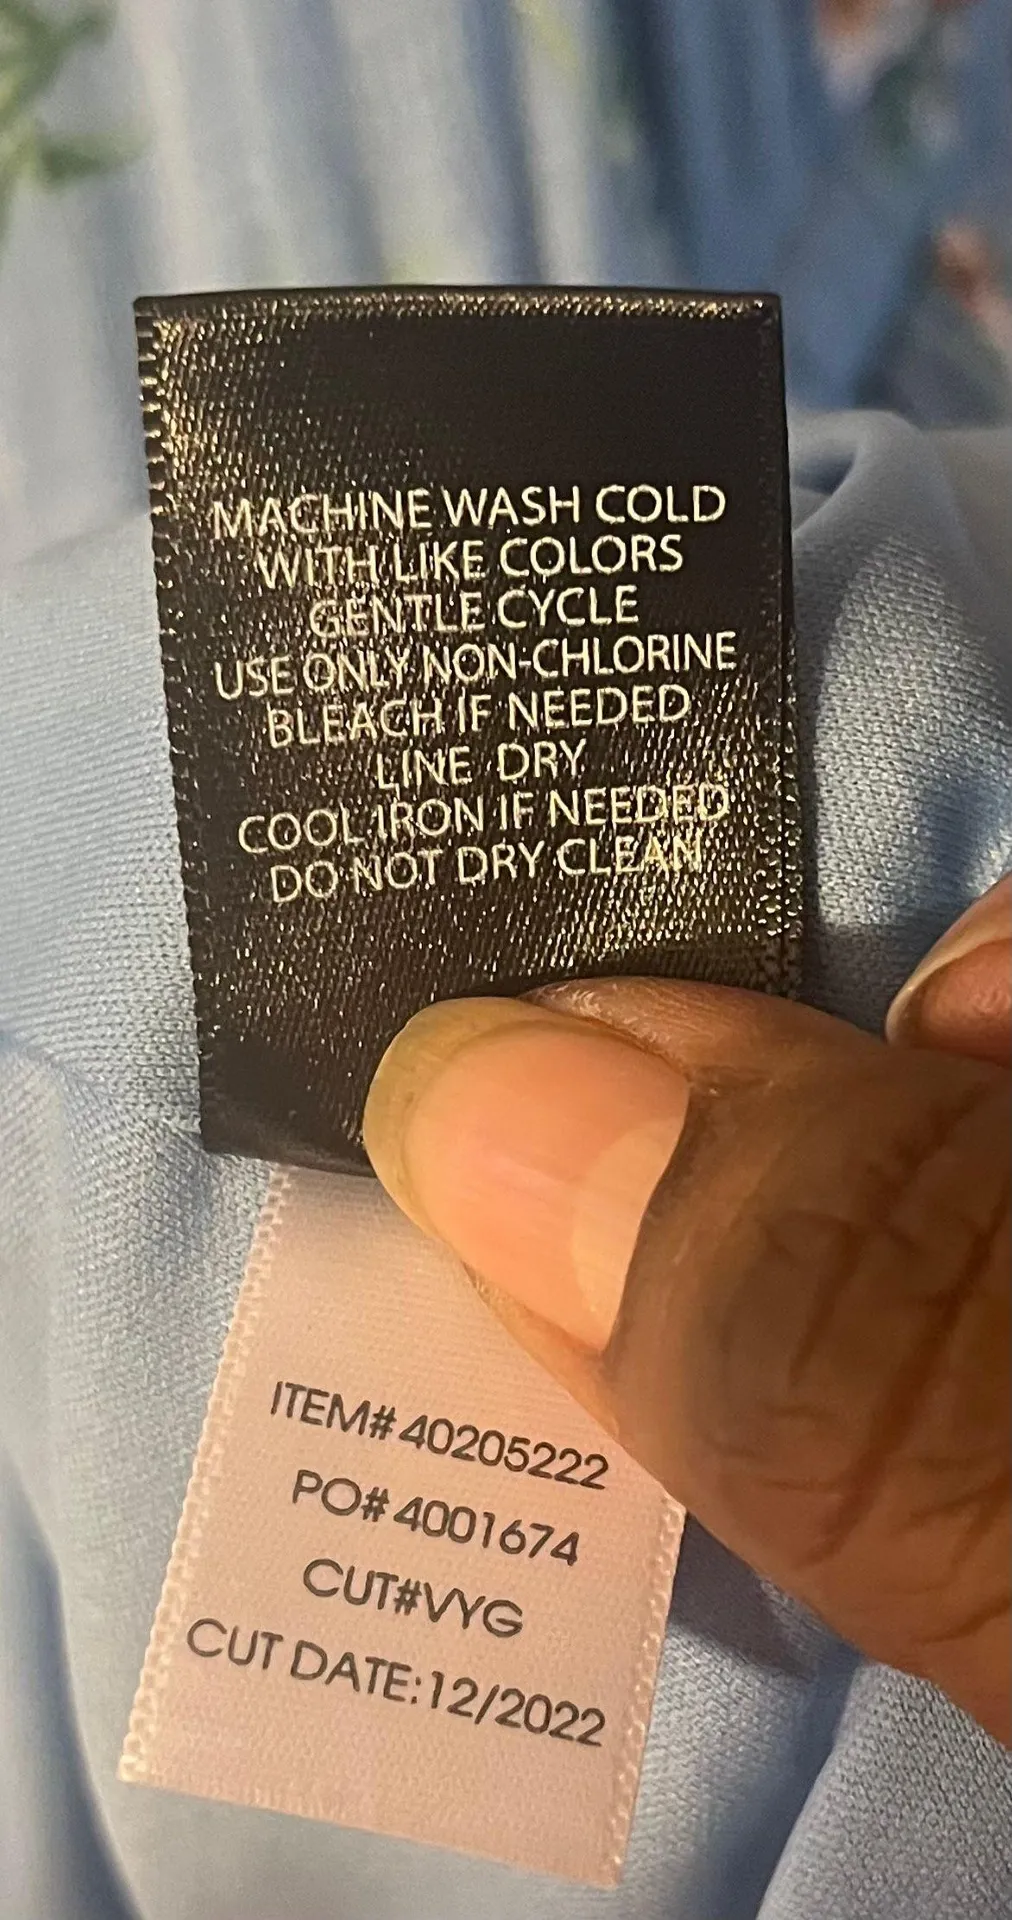 MACHINE WASH COLD
WITH LIKE COLORS
GENTLE CYCLE
USE ONLY NON-CHLORINE
BLEACH IF NEEDED
LINE DRY
COOL IRON IF NEEDED
DO NOT DRY CLEAN
ITEM# 40205222
PO# 4001674
CUT#VYG
CUT DATE:12/2022